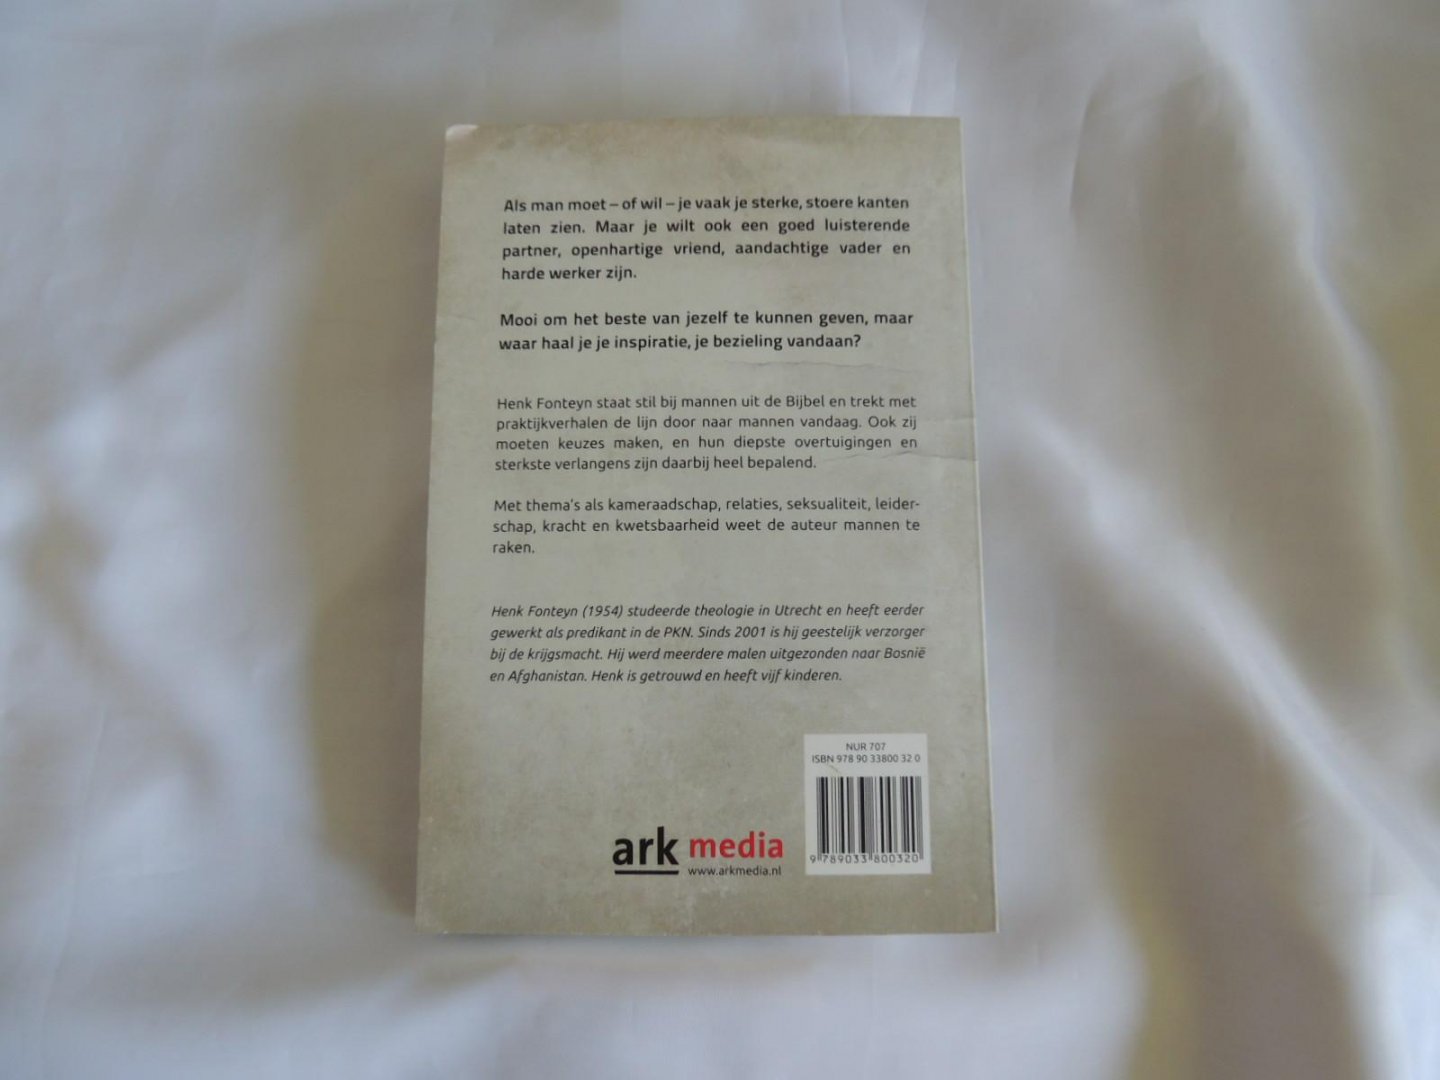 Als man moet – of wil – je vaak je sterke, stoere kanten
laten zien. Maar je wilt ook een goed luisterende
partner, openhartige vriend, aandachtige vader en
harde werker zijn.
Mooi om het beste van jezelf te kunnen geven, maar
waar haal je je inspiratie, je bezieling vandaan?
Henk Fonteyn staat stil bij mannen uit de Bijbel en trekt met
praktijkverhalen de lijn door naar mannen vandaag. Ook zij
moeten keuzes maken, en hun diepste overtuigingen en
sterkste verlangens zijn daarbij heel bepalend.
Met thema's als kameraadschap, relaties, seksualiteit, leider-
schap, kracht en kwetsbaarheid weet de auteur mannen te
raken.
Henk Fonteyn (1954) studeerde theologie in Utrecht en heeft eerder
gewerkt als predikant in de PKN. Sinds 2001 is hij geestelijk verzorger
bij de krijgsmacht. Hij werd meerdere malen uitgezonden naar Bosnië
en Afghanistan. Henk is getrouwd en heeft vijf kinderen.
NUR 707
ISBN 978 90 33800 32 0
9 789033 800320
ark media
www.arkmedia.nl